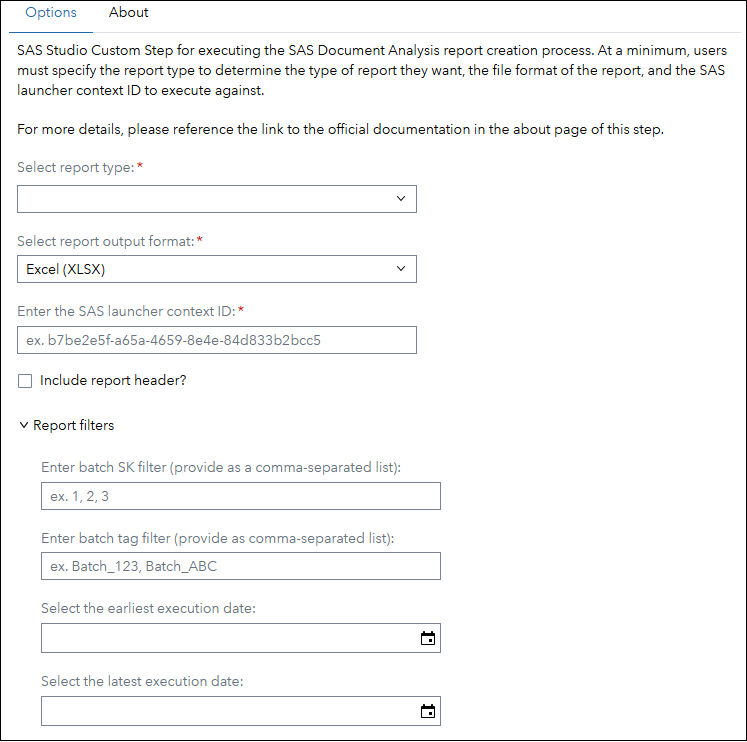 Options About
SAS Studio Custom Step for executing the SAS Document Analysis report creation process. At a minimum, users
must specify the report type to determine the type of report they want, the file format of the report, and the SAS
launcher context ID to execute against.
For more details, please reference the link to the official documentation in the about page of this step.
Select report type:*
Select report output format:*
Excel (XLSX)
Enter the SAS launcher context ID:*
ex. b7be2e5f-a65a-4659-8e4e-84d833b2bcc5
Include report header?
Report filters
Enter batch SK filter (provide as a comma-separated list):
ex. 1, 2, 3
Enter batch tag filter (provide as comma-separated list):
ex. Batch_123, Batch_ABC
Select the earliest execution date:
Select the latest execution date: